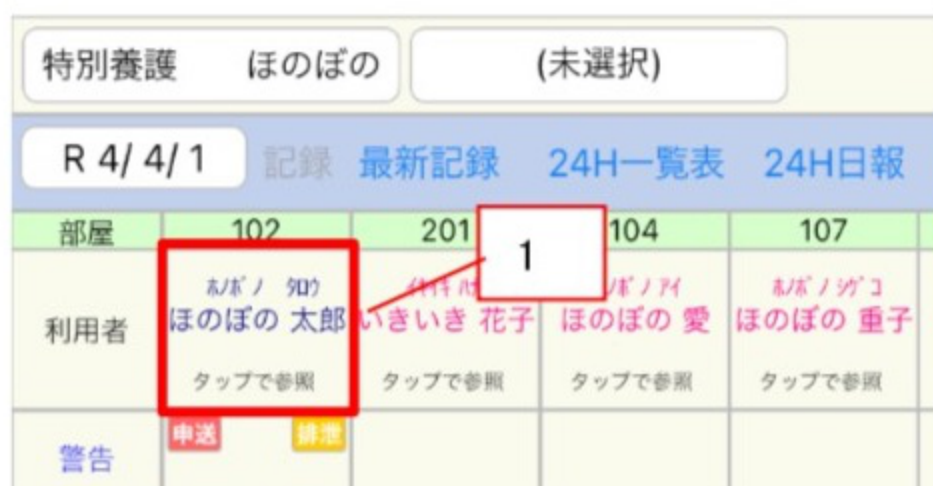 特別養護 ほのぼの (未選択)
R 4/ 4/ 1 記録 最新記録 24H一覧表 24H日報
部屋 102 201 104 107
1
ﾎﾉﾎﾞﾉ ﾀﾛｳ ﾎﾉﾎﾞﾉ ｼｹﾞｺ
利用者 ほのぼの 太郎 いきいき 花子 ほのぼの 愛 ほのぼの 重子
タップで参照 タップで参照 タップで参照 タップで参照
申送 排泄
警告